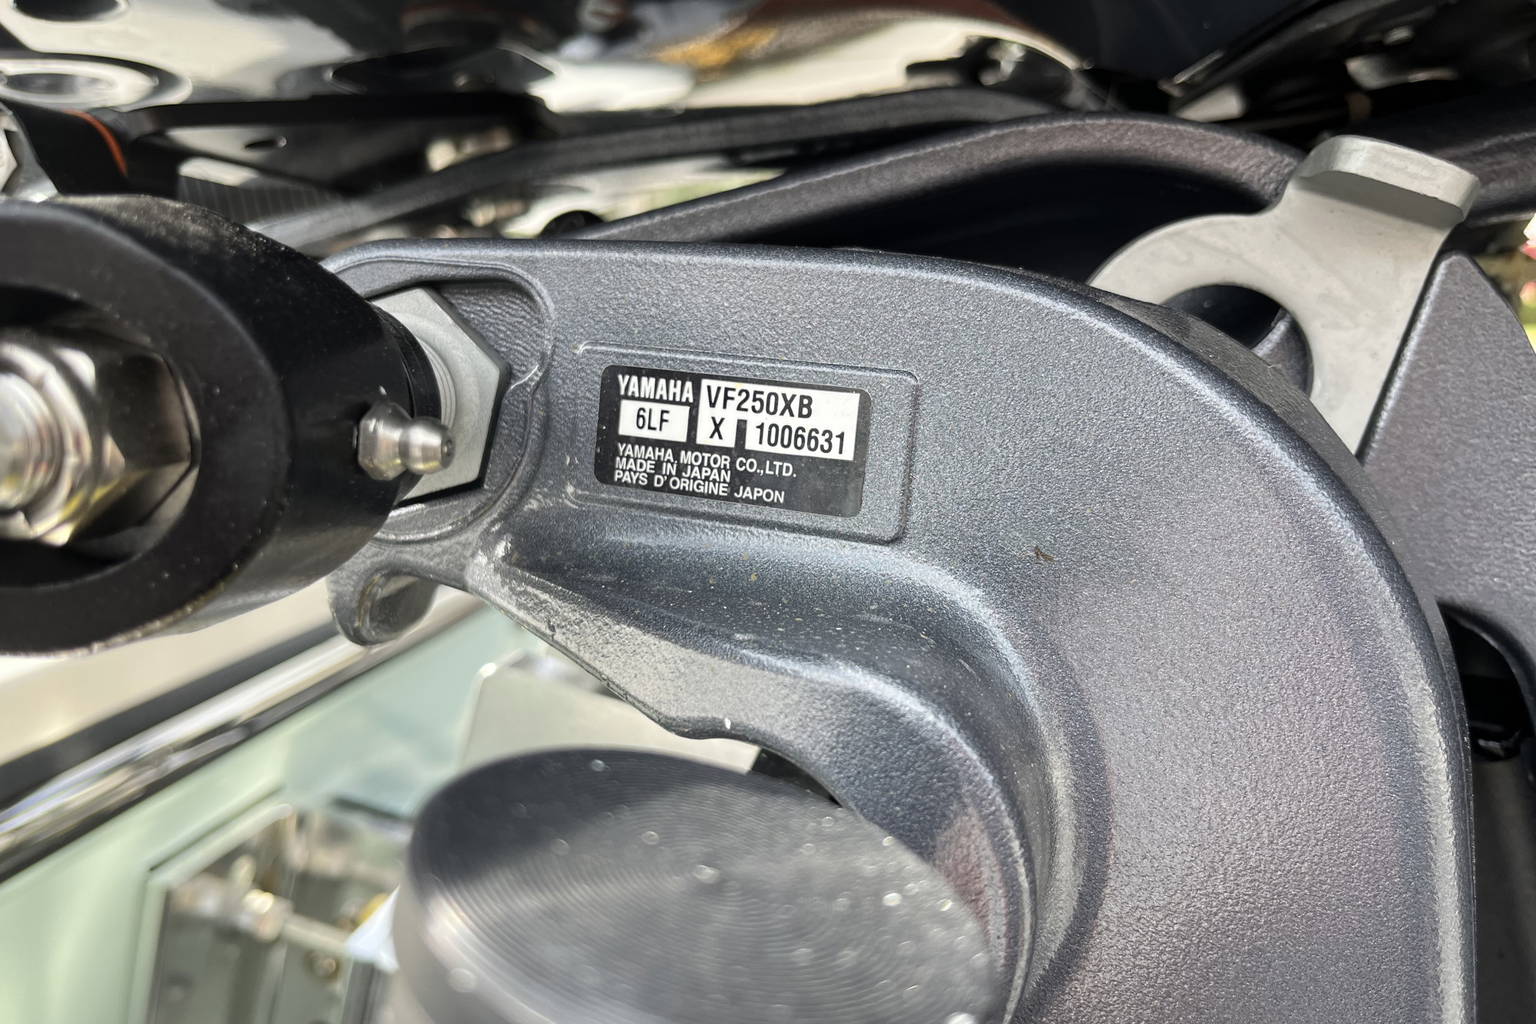 YAMAHA VF250XB
6LF X 1006631
YAMAHA MOTOR CO.,LTD.
MADE IN JAPAN
PAYS D'ORIGINE JAPON